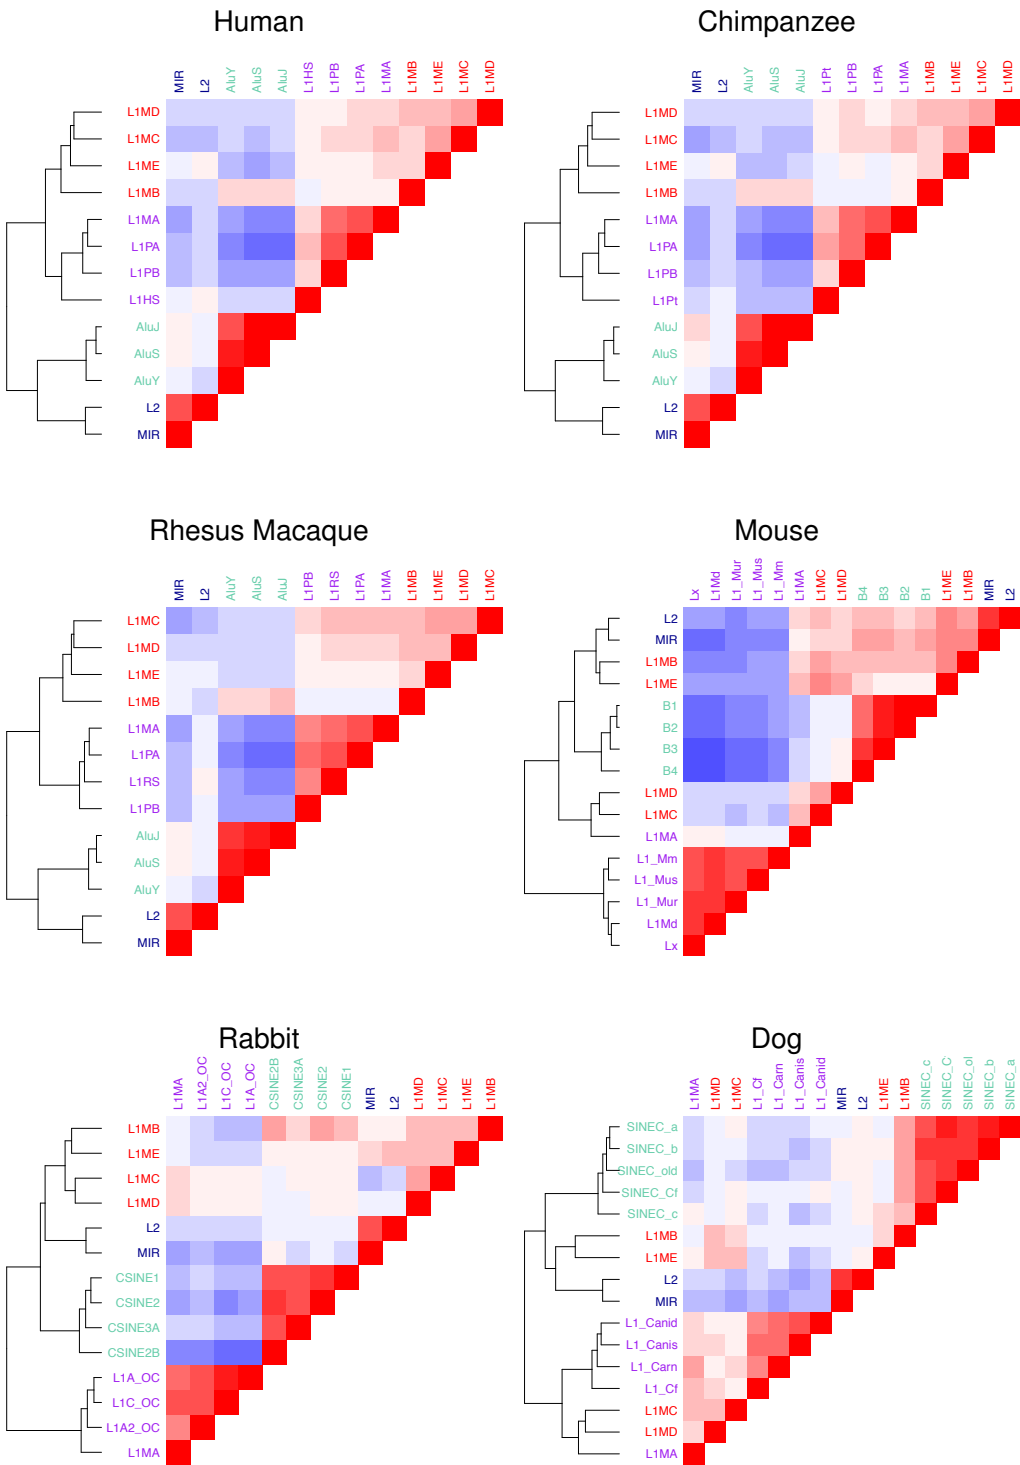 Human
MIR L2 AluY AluS AluJ L1HS L1PB L1PA L1MA L1MB L1ME L1MC L1MD
L1MD
L1MC
L1ME
L1MB
L1MA
L1PA
L1PB
L1HS
AluJ
AluS
AluY
L2
MIR
Chimpanzee
MIR L2 AluY AluS AluJ L1Pt L1PB L1PA L1MA L1MB L1ME L1MC L1MD
L1MD
L1MC
L1ME
L1MB
L1MA
L1PA
L1PB
L1Pt
AluJ
AluS
AluY
L2
MIR
Rhesus Macaque
MIR L2 AluY AluS AluJ L1PB L1RS L1PA L1MA L1MB L1ME L1MD L1MC
L1MC
L1MD
L1ME
L1MB
L1MA
L1PA
L1RS
L1PB
AluJ
AluS
AluY
L2
MIR
Mouse
Lx L1Md L1_Mur L1_Mus L1_Mm L1MA L1MC L1MD B4 B3 B2 B1 L1ME L1MB MIR L2
L2
MIR
L1MB
L1ME
B1
B2
B3
B4
L1MD
L1MC
L1MA
L1_Mm
L1_Mus
L1_Mur
L1Md
Lx
Rabbit
L1MA L1A2_OC L1C_OC L1A_OC CSINE2B CSINE3A CSINE2 CSINE1 MIR L2 L1MD L1MC L1ME L1MB
L1MB
L1ME
L1MC
L1MD
L2
MIR
CSINE1
CSINE2
CSINE3A
CSINE2B
L1A_OC
L1C_OC
L1A2_OC
L1MA
Dog
L1MA L1MD L1MC L1_Cf L1_Carn L1_Canis L1_Canid MIR L2 L1ME L1MB SINEC_c SINEC_C SINEC_ol SINEC_b SINEC_a
SINEC_a
SINEC_b
SINEC_old
SINEC_Cf
SINEC_c
L1MB
L1ME
L2
MIR
L1_Canid
L1_Canis
L1_Carn
L1_Cf
L1MC
L1MD
L1MA